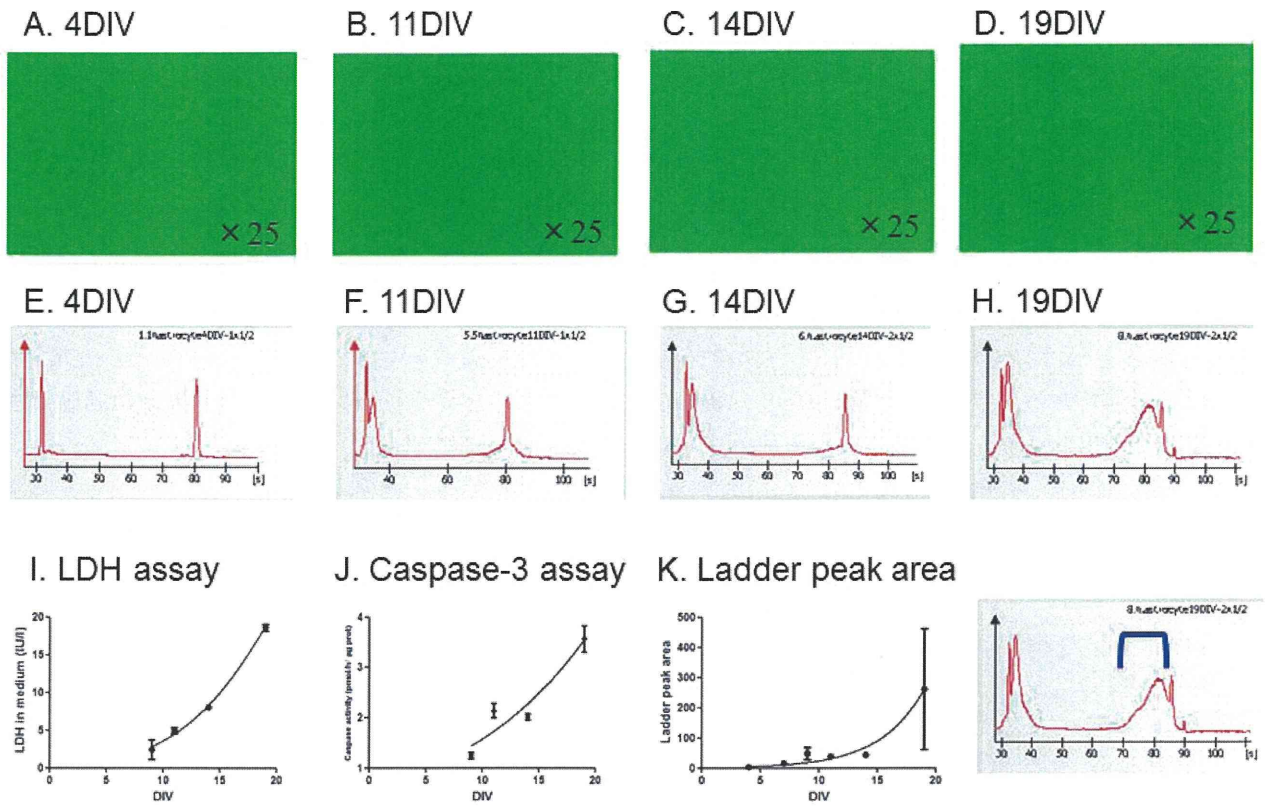 A. 4DIV
B. 11DIV
C. 14DIV
D. 19DIV
× 25
× 25
× 25
× 25
E. 4DIV
F. 11DIV
G. 14DIV
H. 19DIV
30 40 50 60 70 80 90 [s]
40 60 80 100 [s]
30 40 50 60 70 80 90 100 [s]
30 40 50 60 70 80 90 100 [s]
I. LDH assay
J. Caspase-3 assay
K. Ladder peak area
LDH in medium (IU/l)
20
15
10
5
0
0 5 10 15 20
DIV
4
3
2
1
0 5 10 15 20
DIV
Ladder peak area
500
400
300
200
100
0
0 5 10 15 20
DIV
30 40 50 60 70 80 90 100 [s]